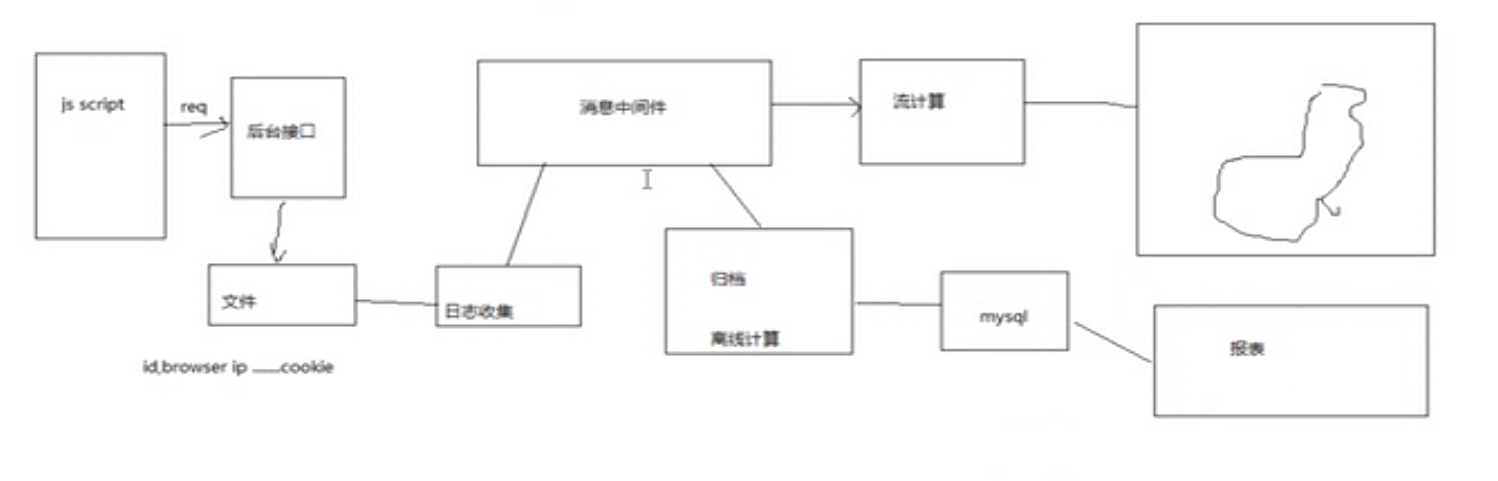 js script
req
后台接口
消息中间件
流计算
文件
日志收集
归档
离线计算
mysql
报表
id,browser ip ......cookie